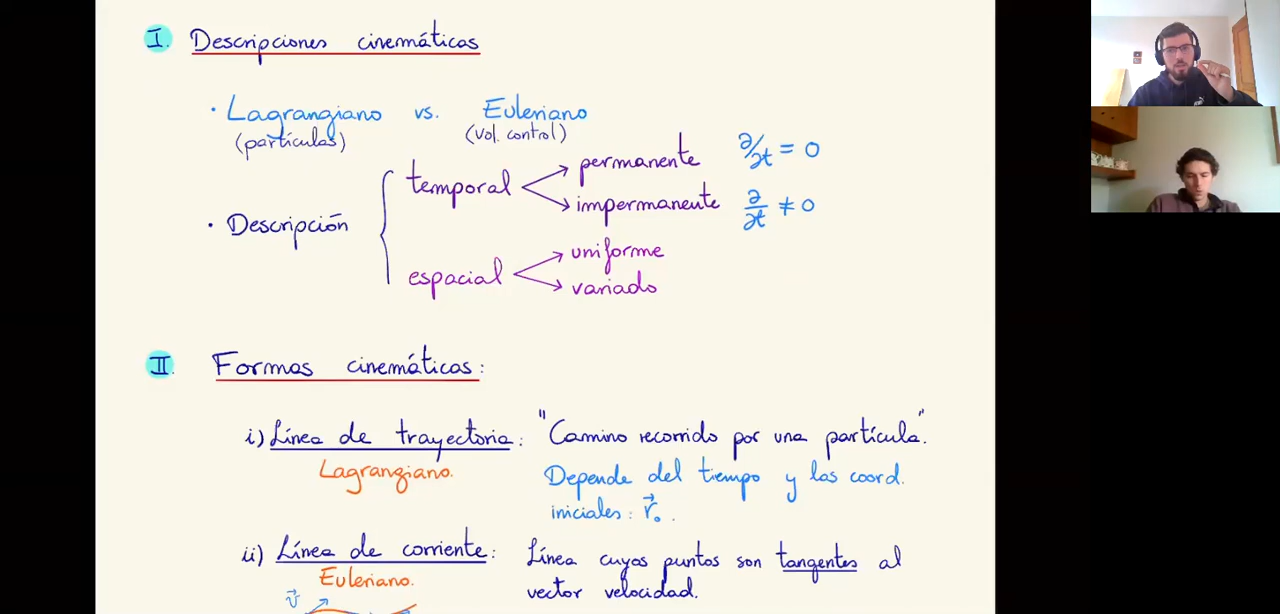 I. Descripciones cinemáticas
· Lagrangiano vs. Euleriano
(partículas) (vol. control)
· Descripción
temporal
permanente ∂/∂t = 0
impermanente ∂/∂t ≠ 0
espacial
uniforme
variado
II. Formas cinemáticas:
i) Línea de trayectoria: "Camino recorrido por una partícula".
Lagrangiano. Depende del tiempo y las coord.
iniciales: r⃗₀.
ii) Línea de corriente: Línea cuyos puntos son tangentes al
Euleriano. vector velocidad.
v⃗